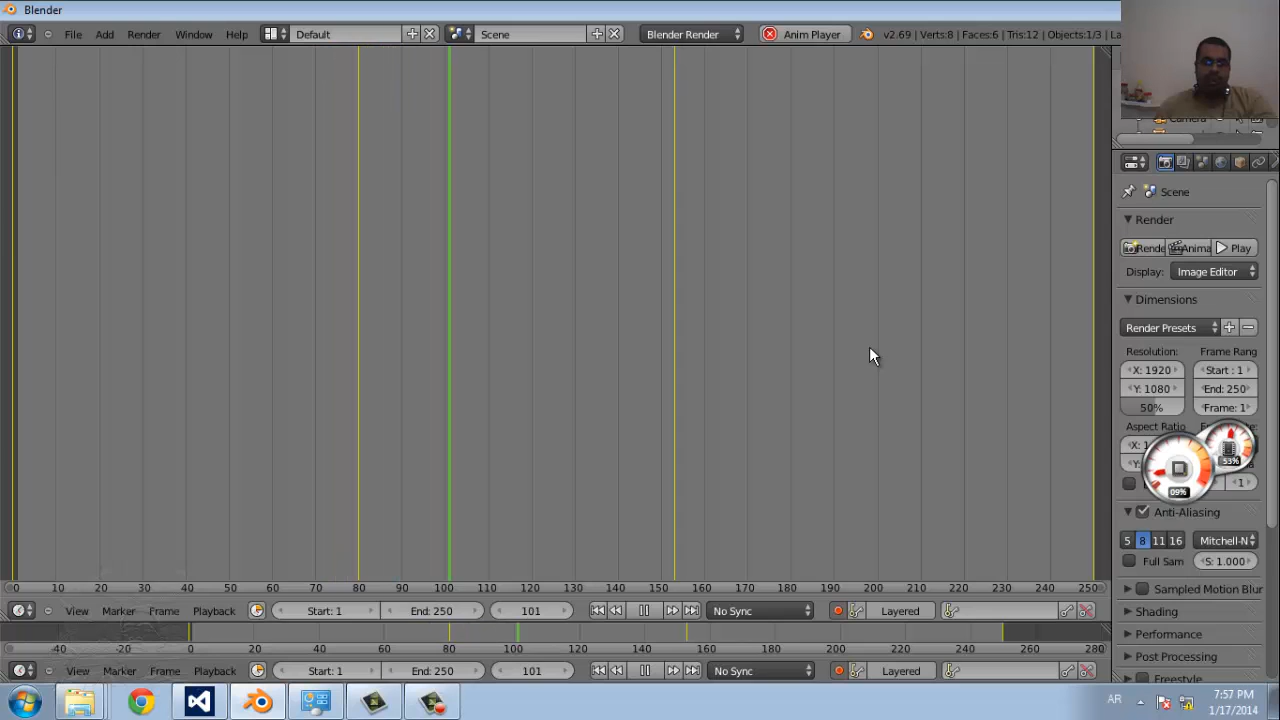 Blender
File Add Render Window Help Default Scene Blender Render Anim Player v2.69 | Verts:8 | Faces:6 | Tris:12 | Objects:1/3 | La
Scene
Render
Rende Anima Play
Display: Image Editor
Dimensions
Render Presets
Resolution: Frame Rang
X: 1920 Start : 1
Y: 1080 End: 250
50% Frame: 1
Aspect Ratio
53%
09%
1
Anti-Aliasing
5 8 11 16 Mitchell-N
Full Sam S: 1.000
Sampled Motion Blur
Shading
Performance
Post Processing
Freestyle
0 10 20 30 40 50 60 70 80 90 100 110 120 130 140 150 160 170 180 190 200 210 220 230 240 250
View Marker Frame Playback Start: 1 End: 250 101 No Sync Layered
-40 -20 0 20 40 60 80 100 120 140 160 180 200 220 240 260 280
View Marker Frame Playback Start: 1 End: 250 101 No Sync Layered
AR 7:57 PM
1/17/2014